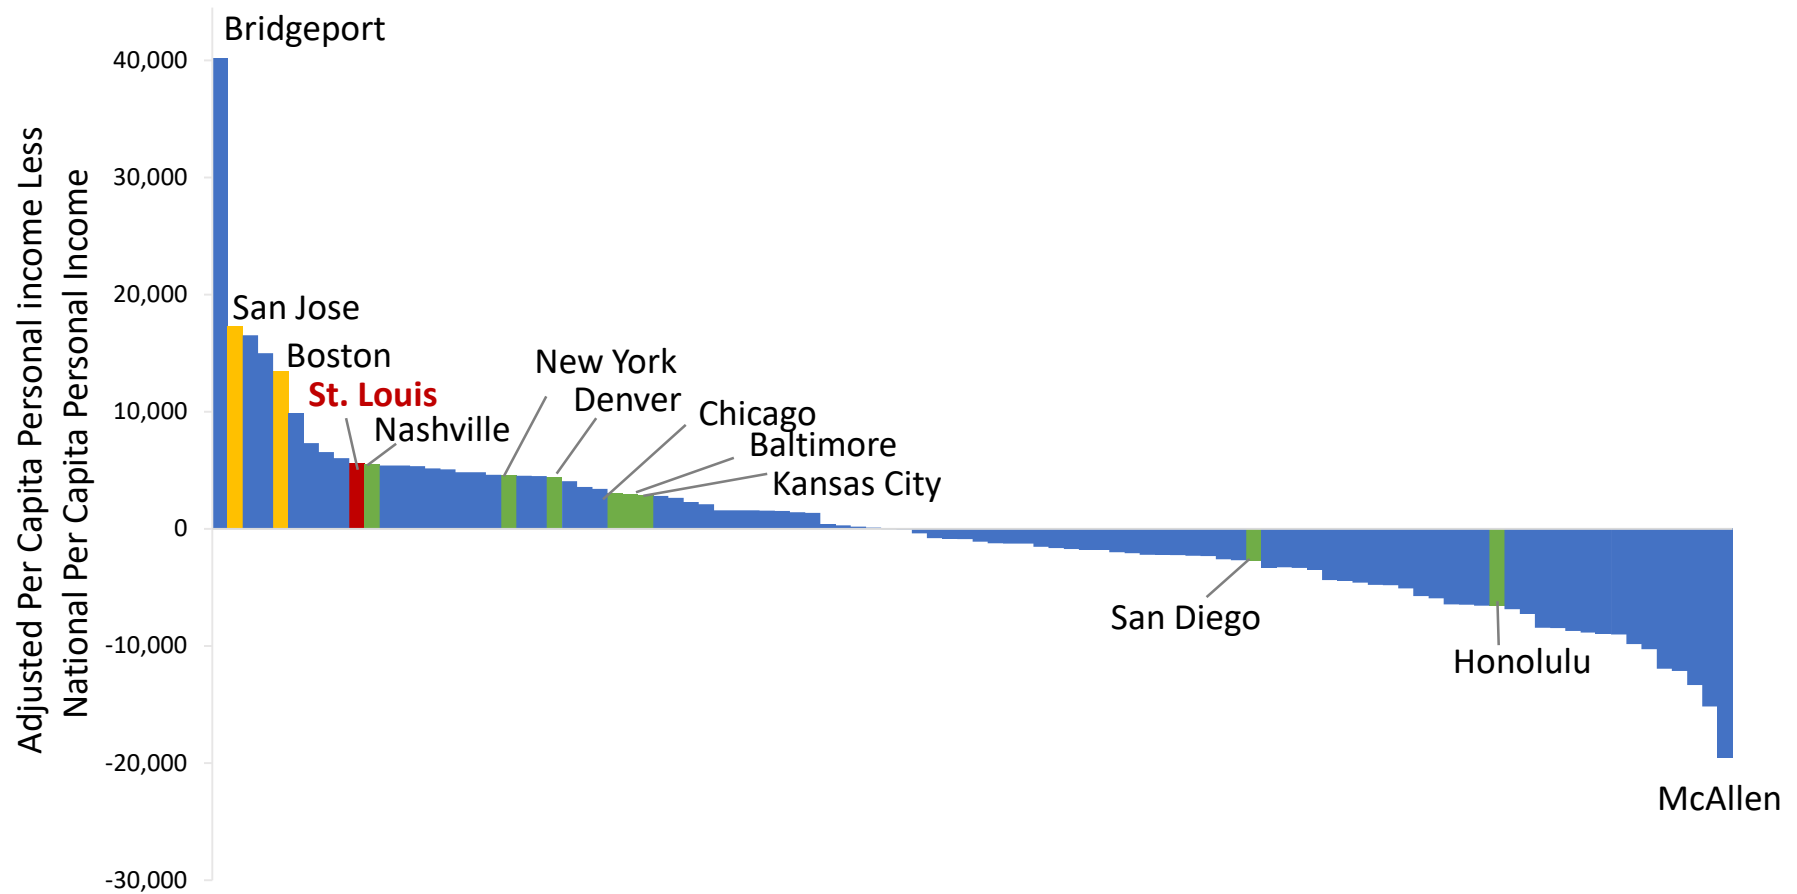 Bridgeport
40,000
30,000
20,000
10,000
0
-10,000
-20,000
-30,000
Adjusted Per Capita Personal income Less
National Per Capita Personal Income
San Jose
Boston
St. Louis
Nashville
New York
Denver
Chicago
Baltimore
Kansas City
San Diego
Honolulu
McAllen